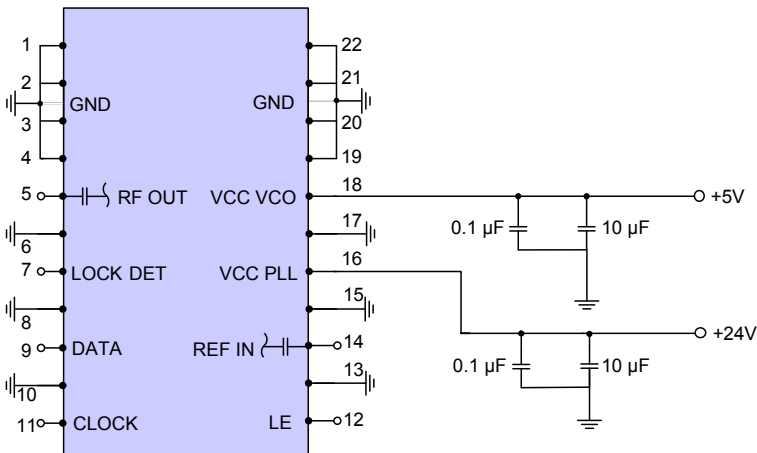 1 22
2 21
GND GND
3 20
4 19
5 RF OUT VCC VCO 18 +5V
6 17 0.1 µF 10 µF
7 LOCK DET VCC PLL 16
8 15
9 DATA REF IN 14 +24V
10 13 0.1 µF 10 µF
11 CLOCK LE 12